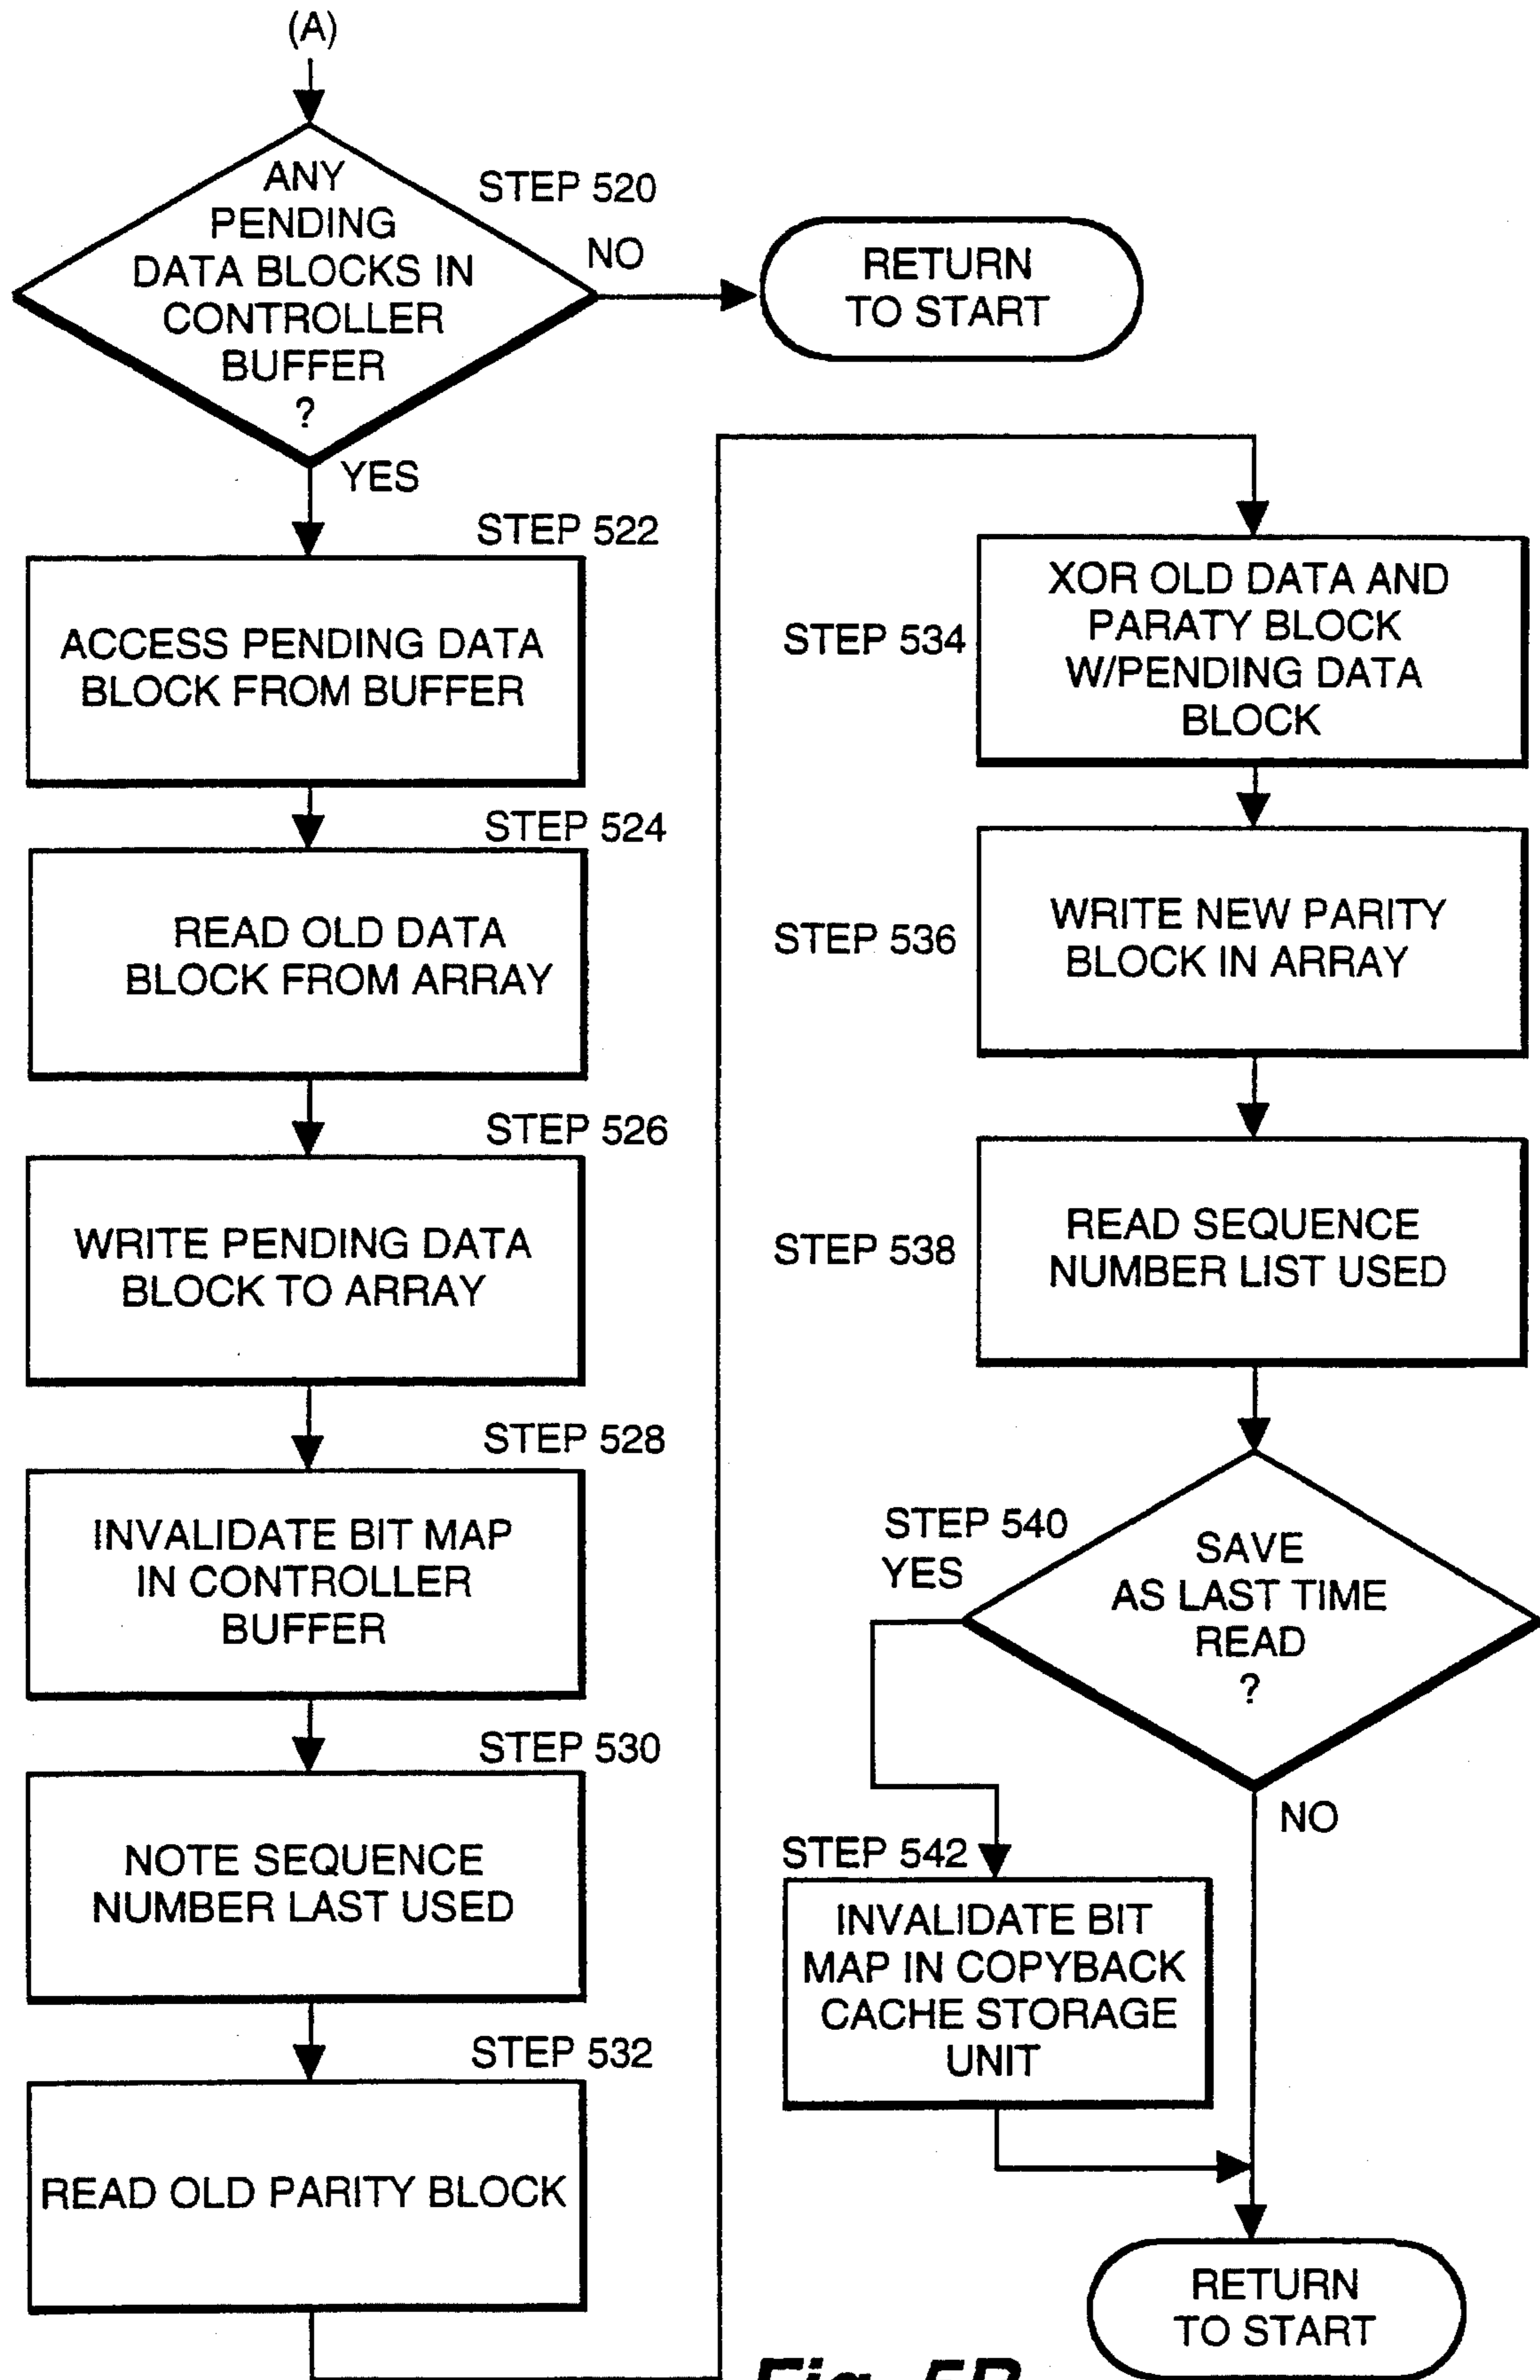 (A)
ANY
PENDING
DATA BLOCKS IN
CONTROLLER
BUFFER
?
STEP 520
NO
RETURN
TO START
YES
STEP 522
ACCESS PENDING DATA
BLOCK FROM BUFFER
STEP 524
READ OLD DATA
BLOCK FROM ARRAY
STEP 526
WRITE PENDING DATA
BLOCK TO ARRAY
STEP 528
INVALIDATE BIT MAP
IN CONTROLLER
BUFFER
STEP 530
NOTE SEQUENCE
NUMBER LAST USED
STEP 532
READ OLD PARITY BLOCK
STEP 534
XOR OLD DATA AND
PARATY BLOCK
W/PENDING DATA
BLOCK
STEP 536
WRITE NEW PARITY
BLOCK IN ARRAY
STEP 538
READ SEQUENCE
NUMBER LIST USED
STEP 540
YES
SAVE
AS LAST TIME
READ
?
NO
STEP 542
INVALIDATE BIT
MAP IN COPYBACK
CACHE STORAGE
UNIT
RETURN
TO START